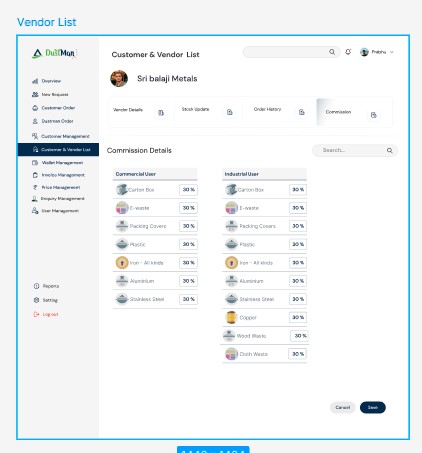 Vendor List
DustMan
Customer & Vendor List
Prabhu
Sri balaji Metals
Overview
New Request
Customer Order
Dustman Order
Customer Management
Customer & Vendor List
Wallet Management
Invoice Management
Price Management
Enquiry Management
User Management
Reports
Setting
Log out
Vendor Details
Stock Update
Order History
Commission
Commission Details
Search...
Commercial User
Carton Box 30 %
E-waste 30 %
Packing Covers 30 %
Plastic 30 %
Iron - All kinds 30 %
Aluminium 30 %
Stainless Steel 30 %
Industrial User
Carton Box 30 %
E-waste 30 %
Packing Covers 30 %
Plastic 30 %
Iron - All kinds 30 %
Aluminium 30 %
Stainless Steel 30 %
Copper 30 %
Wood Waste 30 %
Cloth Waste 30 %
Cancel
Save